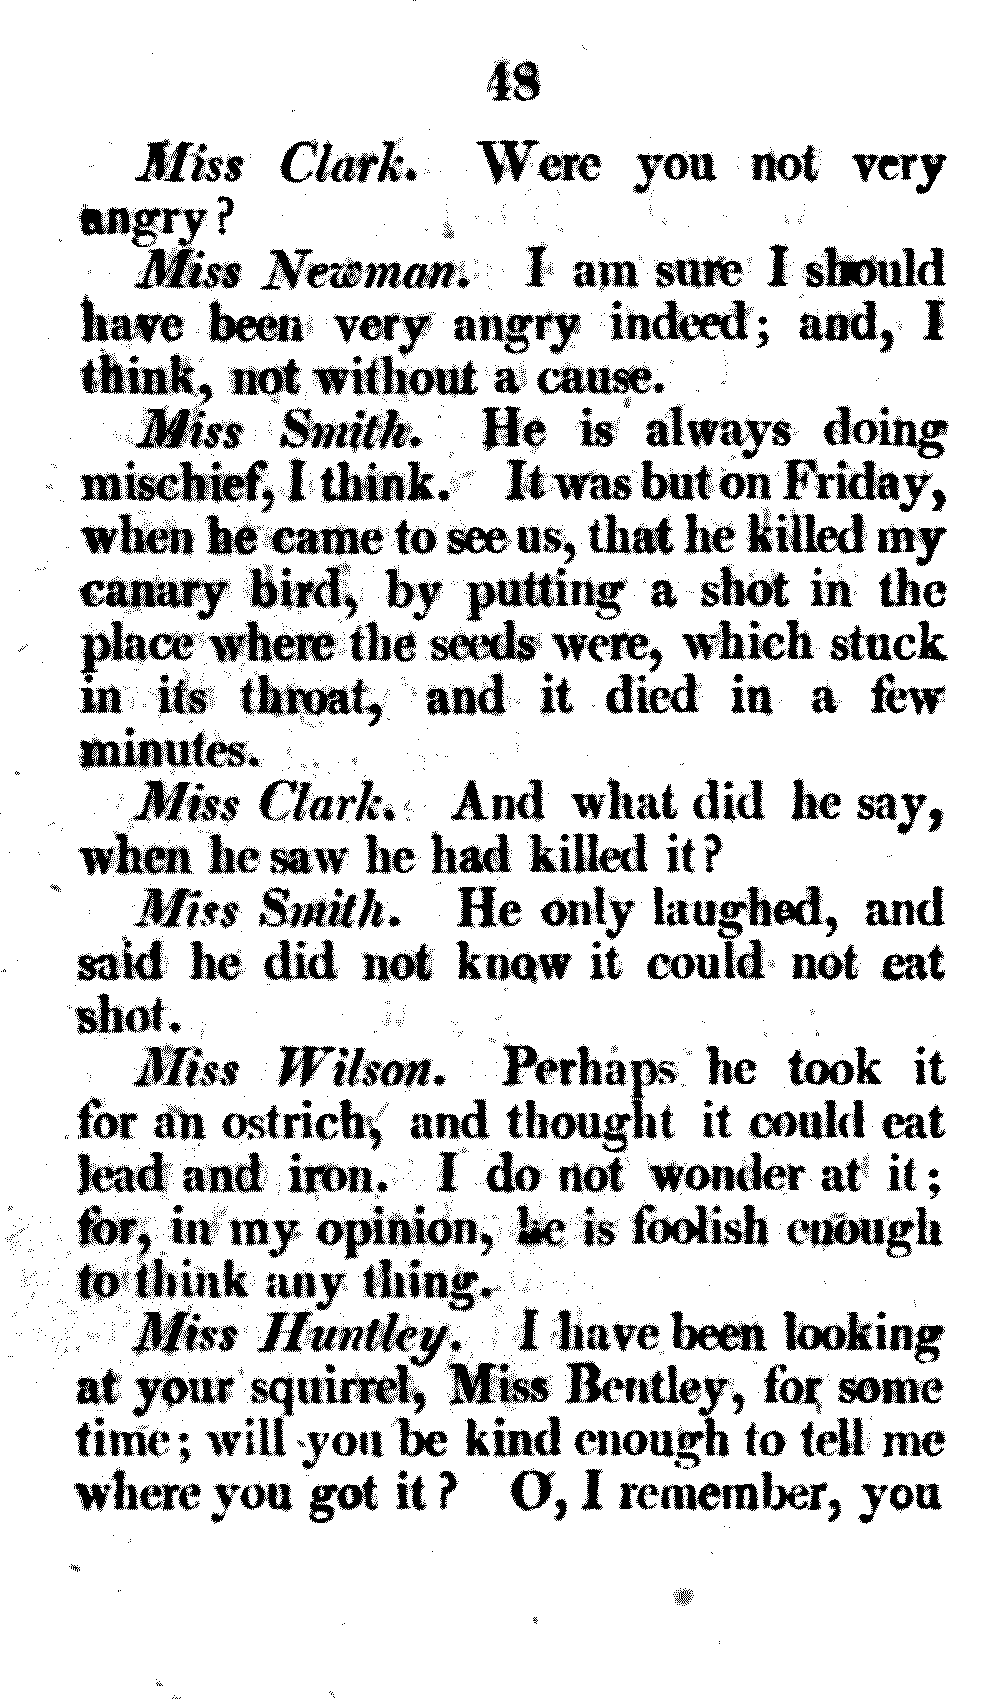 48
Miss Clark. Were you not very
angry?
Miss Newman. I am sure I should
have been very angry indeed; and, I
think, not without a cause.
Miss Smith. He is always doing
mischief, I think. It was but on Friday,
when he came to see us, that he killed my
canary bird, by putting a shot in the
place where the seeds were, which stuck
in its throat, and it died in a few
minutes.
Miss Clark. And what did he say,
when he saw he had killed it?
Miss Smith. He only laughed, and
said he did not know it could not eat
shot.
Miss Wilson. Perhaps he took it
for an ostrich, and thought it could eat
lead and iron. I do not wonder at it;
for, in my opinion, he is foolish enough
to think any thing.
Miss Huntley. I have been looking
at your squirrel, Miss Bentley, for some
time; will you be kind enough to tell me
where you got it? O, I remember, you